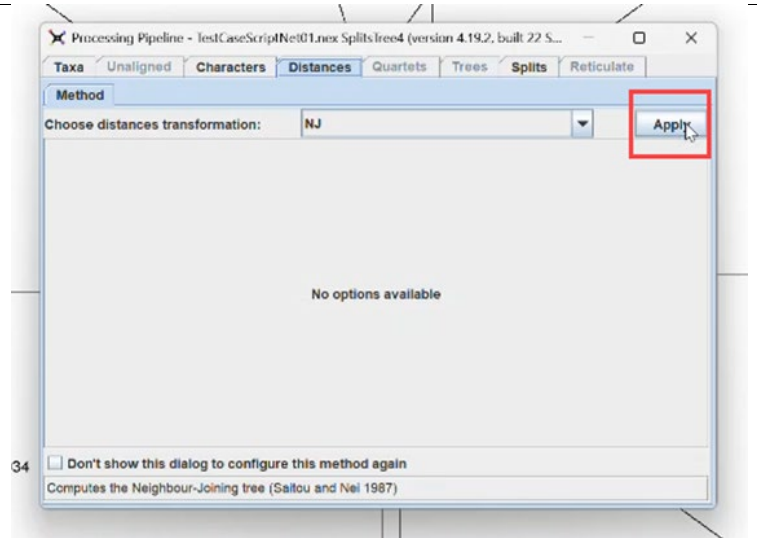 Processing Pipeline - TestCaseScriptNet01.nex SplitsTree4 (version 4.19.2, built 22 S...
Taxa Unaligned Characters Distances Quartets Trees Splits Reticulate
Method
Choose distances transformation: NJ Apply
No options available
34 Don't show this dialog to configure this method again
Computes the Neighbour-Joining tree (Saitou and Nei 1987)